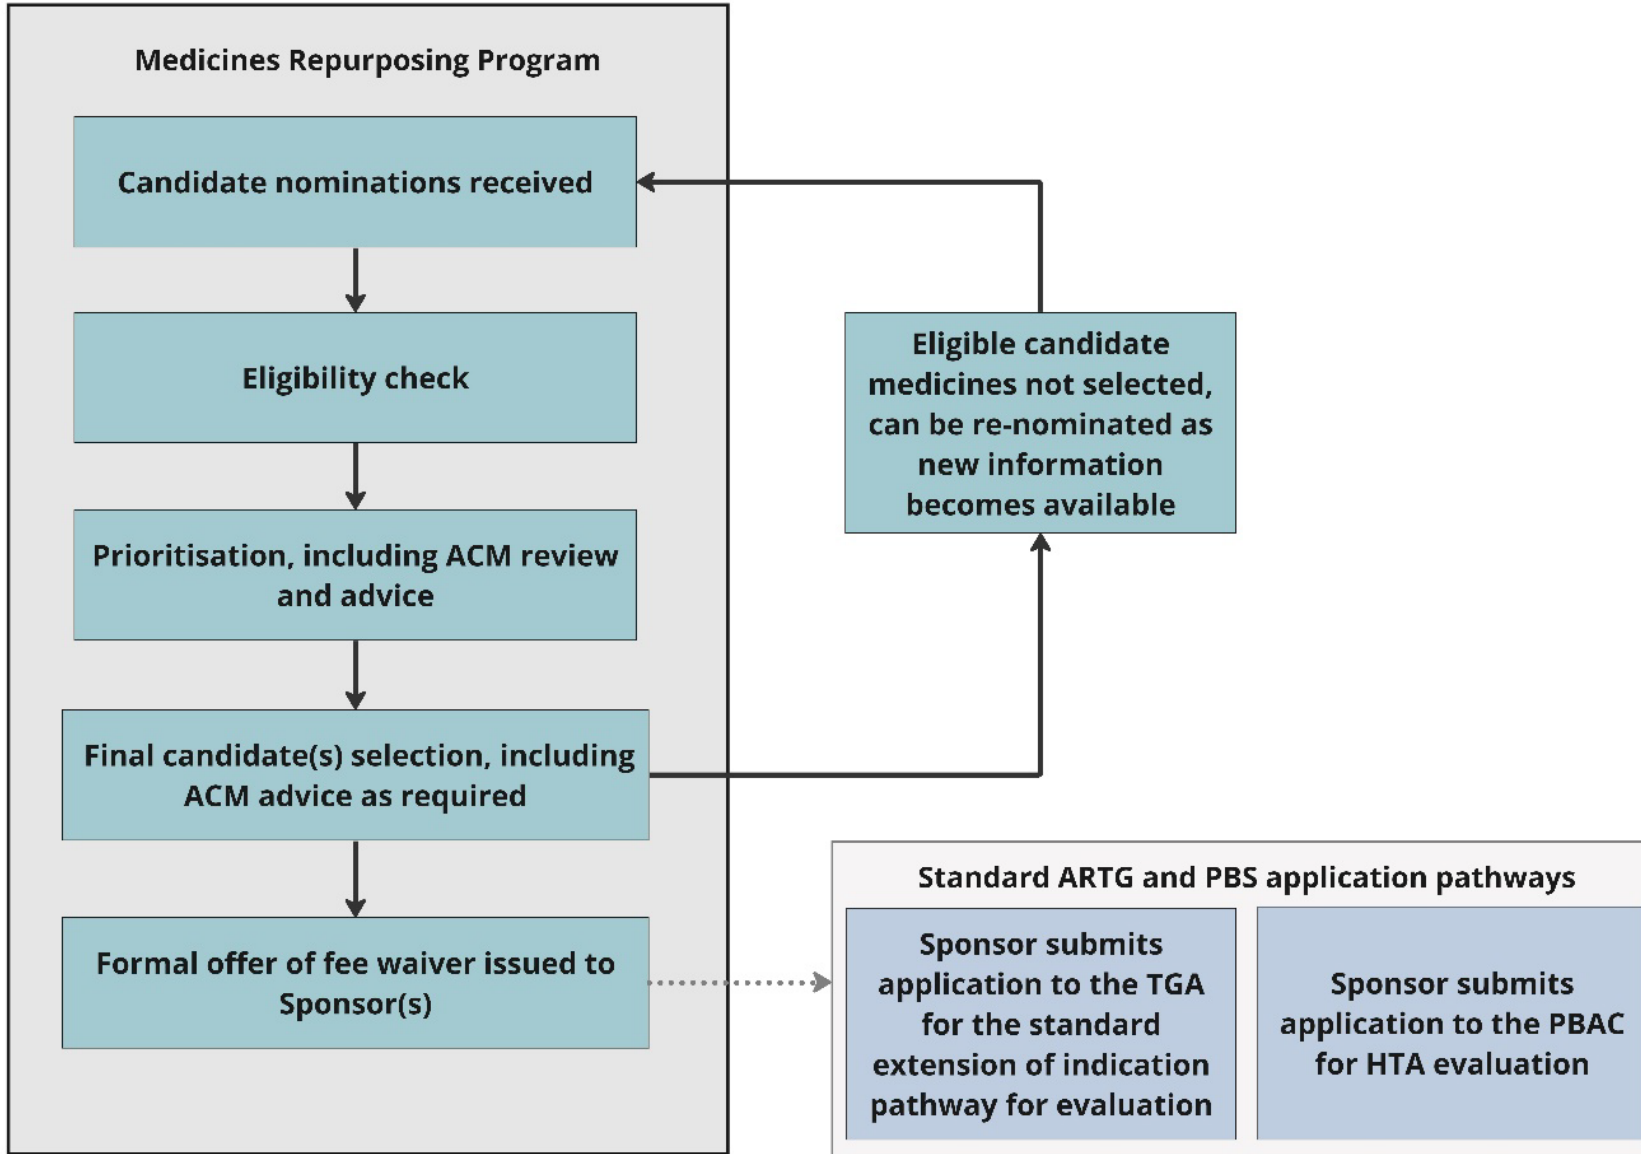 Medicines Repurposing Program
Candidate nominations received
Eligibility check
Prioritisation, including ACM review
and advice
Final candidate(s) selection, including
ACM advice as required
Formal offer of fee waiver issued to
Sponsor(s)
Eligible candidate
medicines not selected,
can be re-nominated as
new information
becomes available
Standard ARTG and PBS application pathways
Sponsor submits
application to the TGA
for the standard
extension of indication
pathway for evaluation
Sponsor submits
application to the PBAC
for HTA evaluation